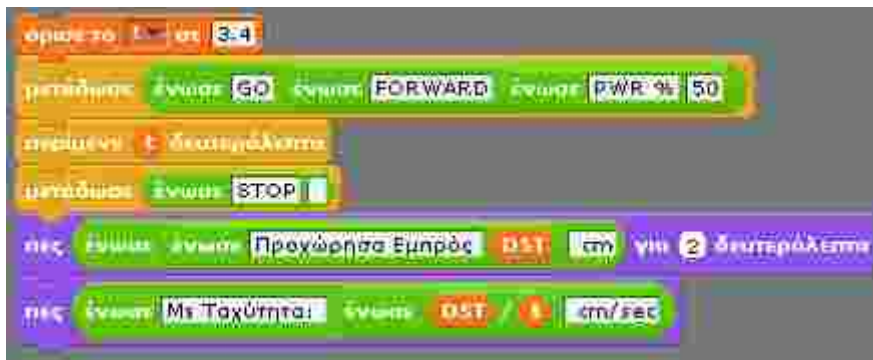 όρισε το t σε 3.4
μετάδωσε ένωσε GO ένωσε FORWARD ένωσε PWR % 50
περίμενε t δευτερόλεπτα
μετάδωσε ένωσε STOP
πες ένωσε ένωσε Προχώρησα Εμπρός DST cm για 2 δευτερόλεπτα
πες ένωσε Με Ταχύτητα: ένωσε DST / t cm/sec